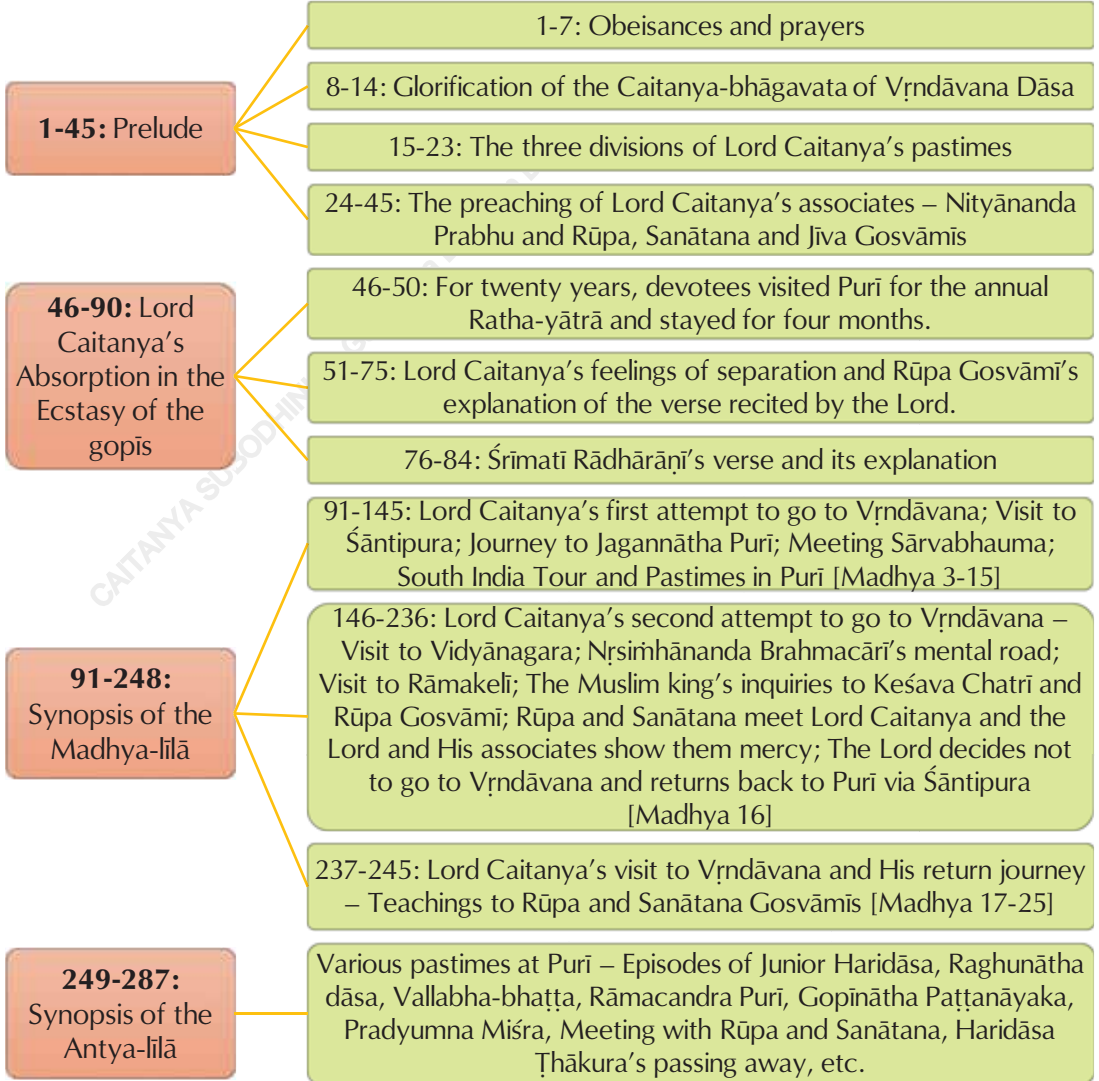 1-45: Prelude
1-7: Obeisances and prayers
8-14: Glorification of the Caitanya-bhāgavata of Vṛndāvana Dāsa
15-23: The three divisions of Lord Caitanya's pastimes
24-45: The preaching of Lord Caitanya's associates – Nityānanda
Prabhu and Rūpa, Sanātana and Jīva Gosvāmīs
46-90: Lord
Caitanya's
Absorption in the
Ecstasy of the
gopīs
46-50: For twenty years, devotees visited Purī for the annual
Ratha-yātrā and stayed for four months.
51-75: Lord Caitanya's feelings of separation and Rūpa Gosvāmī's
explanation of the verse recited by the Lord.
76-84: Śrīmatī Rādhārāṇī's verse and its explanation
91-248:
Synopsis of the
Madhya-līlā
91-145: Lord Caitanya's first attempt to go to Vṛndāvana; Visit to
Śāntipura; Journey to Jagannātha Purī; Meeting Sārvabhauma;
South India Tour and Pastimes in Purī [Madhya 3-15]
146-236: Lord Caitanya's second attempt to go to Vṛndāvana –
Visit to Vidyānagara; Nṛsiṁhānanda Brahmacārī's mental road;
Visit to Rāmakelī; The Muslim king's inquiries to Keśava Chatrī and
Rūpa Gosvāmī; Rūpa and Sanātana meet Lord Caitanya and the
Lord and His associates show them mercy; The Lord decides not
to go to Vṛndāvana and returns back to Purī via Śāntipura
[Madhya 16]
237-245: Lord Caitanya's visit to Vṛndāvana and His return journey
– Teachings to Rūpa and Sanātana Gosvāmīs [Madhya 17-25]
249-287:
Synopsis of the
Antya-līlā
Various pastimes at Purī – Episodes of Junior Haridāsa, Raghunātha
dāsa, Vallabha-bhaṭṭa, Rāmacandra Purī, Gopīnātha Paṭṭanāyaka,
Pradyumna Miśra, Meeting with Rūpa and Sanātana, Haridāsa
Ṭhākura's passing away, etc.
CAITANYA SUBODHINI